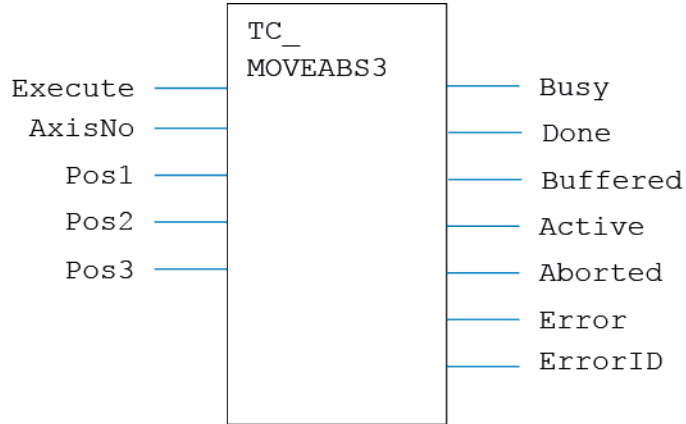 TC_
MOVEABS3
Execute
AxisNo
Pos1
Pos2
Pos3
Busy
Done
Buffered
Active
Aborted
Error
ErrorID